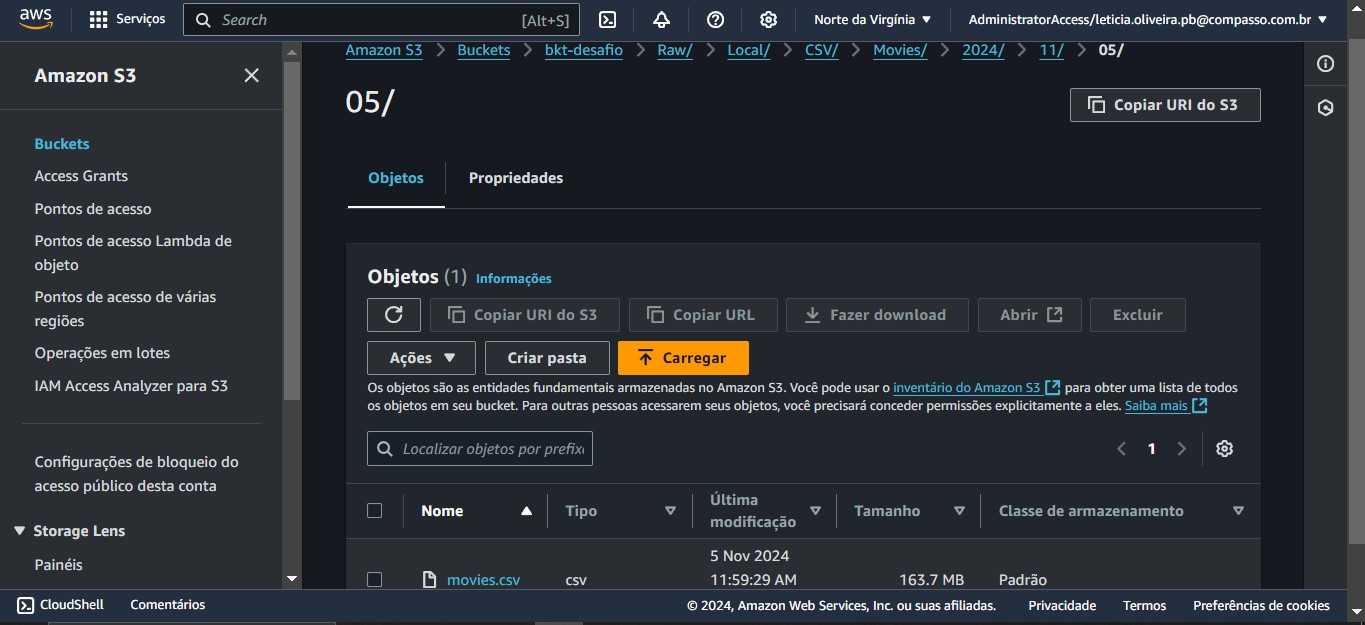 aws
Serviços
Search
[Alt+S]
Norte da Virgínia
AdministratorAccess/leticia.oliveira.pb@compasso.com.br
Amazon S3
Buckets
Access Grants
Pontos de acesso
Pontos de acesso Lambda de
objeto
Pontos de acesso de várias
regiões
Operações em lotes
IAM Access Analyzer para S3
Configurações de bloqueio do
acesso público desta conta
Storage Lens
Painéis
Amazon S3 > Buckets > bkt-desafio > Raw/ > Local/ > CSV/ > Movies/ > 2024/ > 11/ > 05/
05/
Copiar URI do S3
Objetos
Propriedades
Objetos (1) Informações
Copiar URI do S3
Copiar URL
Fazer download
Abrir
Excluir
Ações
Criar pasta
Carregar
Os objetos são as entidades fundamentais armazenadas no Amazon S3. Você pode usar o inventário do Amazon S3 para obter uma lista de todos
os objetos em seu bucket. Para outras pessoas acessarem seus objetos, você precisará conceder permissões explicitamente a eles. Saiba mais
Localizar objetos por prefixo
1
Nome
Tipo
Última
modificação
Tamanho
Classe de armazenamento
movies.csv
csv
5 Nov 2024
11:59:29 AM
163.7 MB
Padrão
CloudShell
Comentários
© 2024, Amazon Web Services, Inc. ou suas afiliadas.
Privacidade
Termos
Preferências de cookies